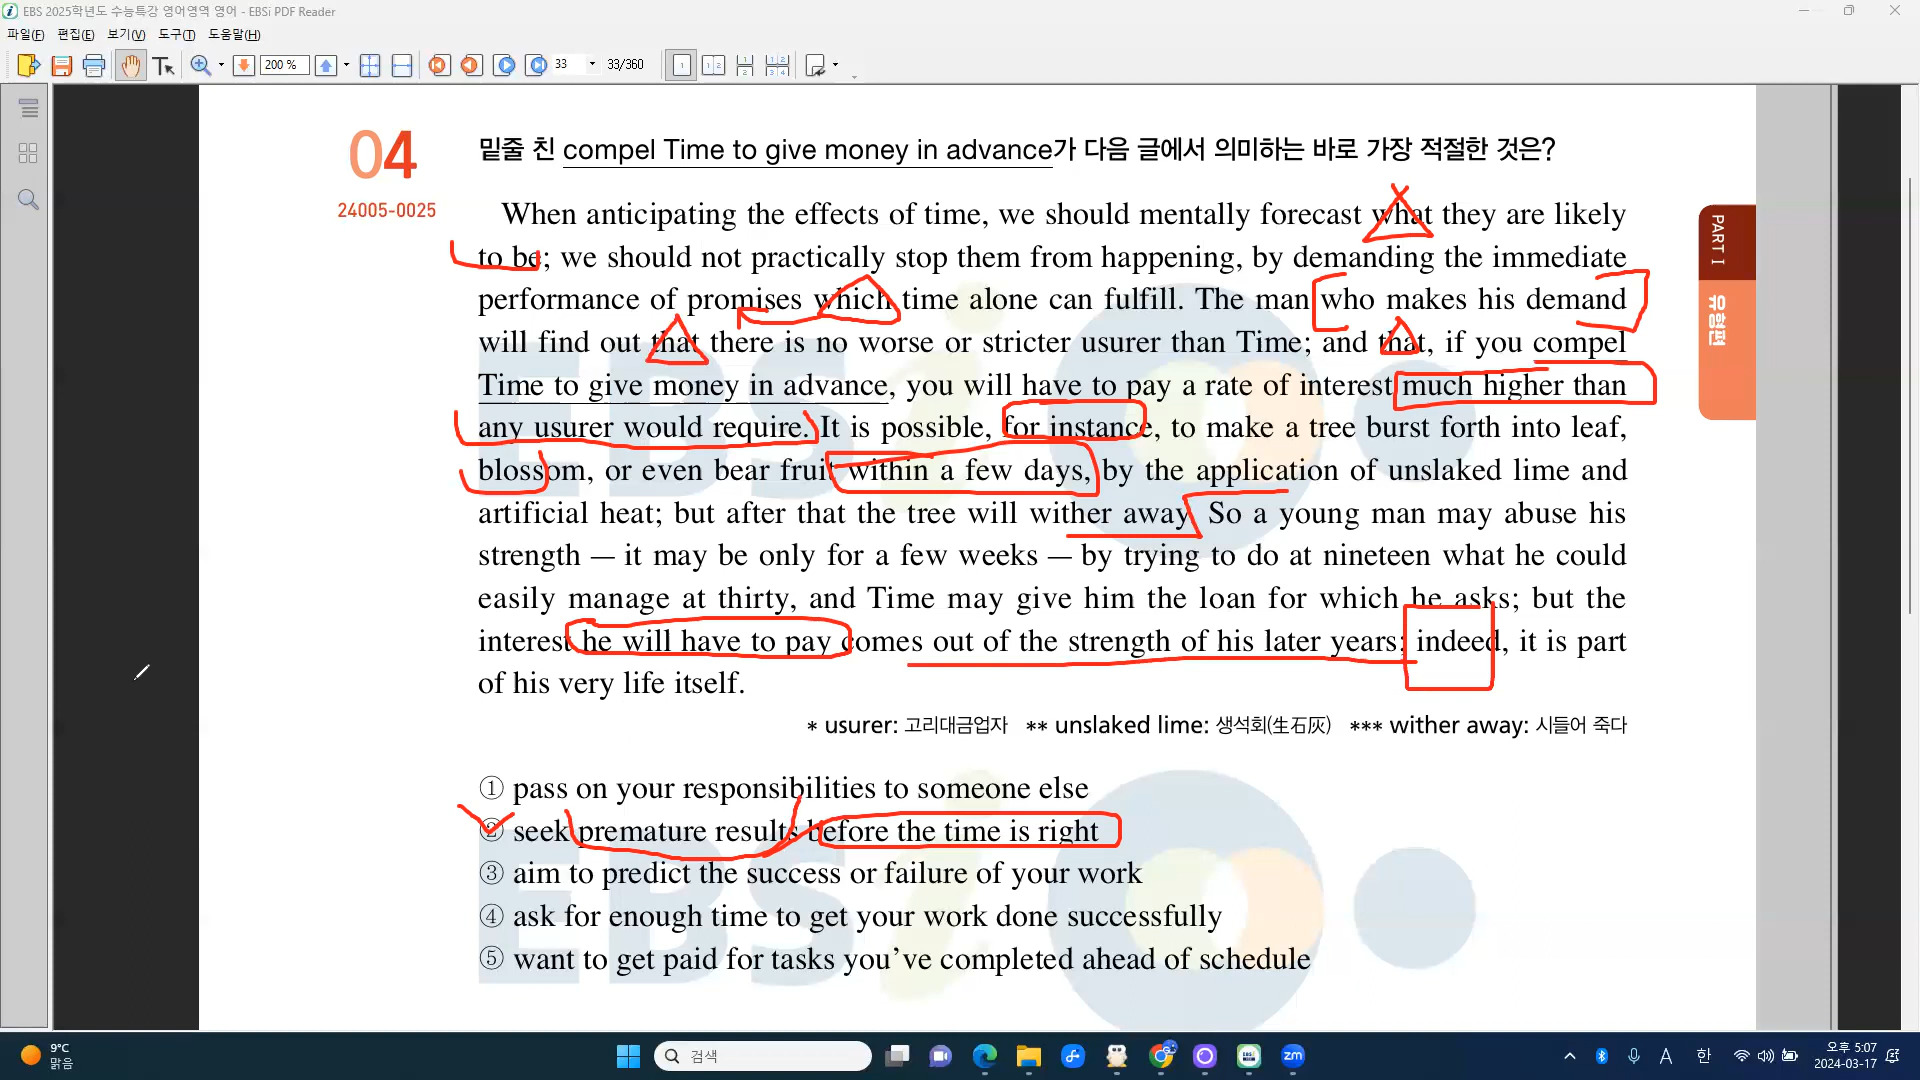 EBS 2025학년도 수능특강 영어영역 영어 - EBSi PDF Reader
파일(F) 편집(E) 보기(V) 도구(T) 도움말(H)
200 % 33 33/360
04 밑줄 친 compel Time to give money in advance가 다음 글에서 의미하는 바로 가장 적절한 것은?
24005-0025
When anticipating the effects of time, we should mentally forecast what they are likely
to be; we should not practically stop them from happening, by demanding the immediate
performance of promises which time alone can fulfill. The man who makes his demand
will find out that there is no worse or stricter usurer than Time; and that, if you compel
Time to give money in advance, you will have to pay a rate of interest much higher than
any usurer would require. It is possible, for instance, to make a tree burst forth into leaf,
blossom, or even bear fruit within a few days, by the application of unslaked lime and
artificial heat; but after that the tree will wither away. So a young man may abuse his
strength — it may be only for a few weeks — by trying to do at nineteen what he could
easily manage at thirty, and Time may give him the loan for which he asks; but the
interest he will have to pay comes out of the strength of his later years; indeed, it is part
of his very life itself.
* usurer: 고리대금업자 ** unslaked lime: 생석회(生石灰) *** wither away: 시들어 죽다
① pass on your responsibilities to someone else
② seek premature results before the time is right
③ aim to predict the success or failure of your work
④ ask for enough time to get your work done successfully
⑤ want to get paid for tasks you've completed ahead of schedule
PART I
유형편
EBSi
EBSi
9°C
맑음
검색
zm
A 한
오후 5:07
2024-03-17